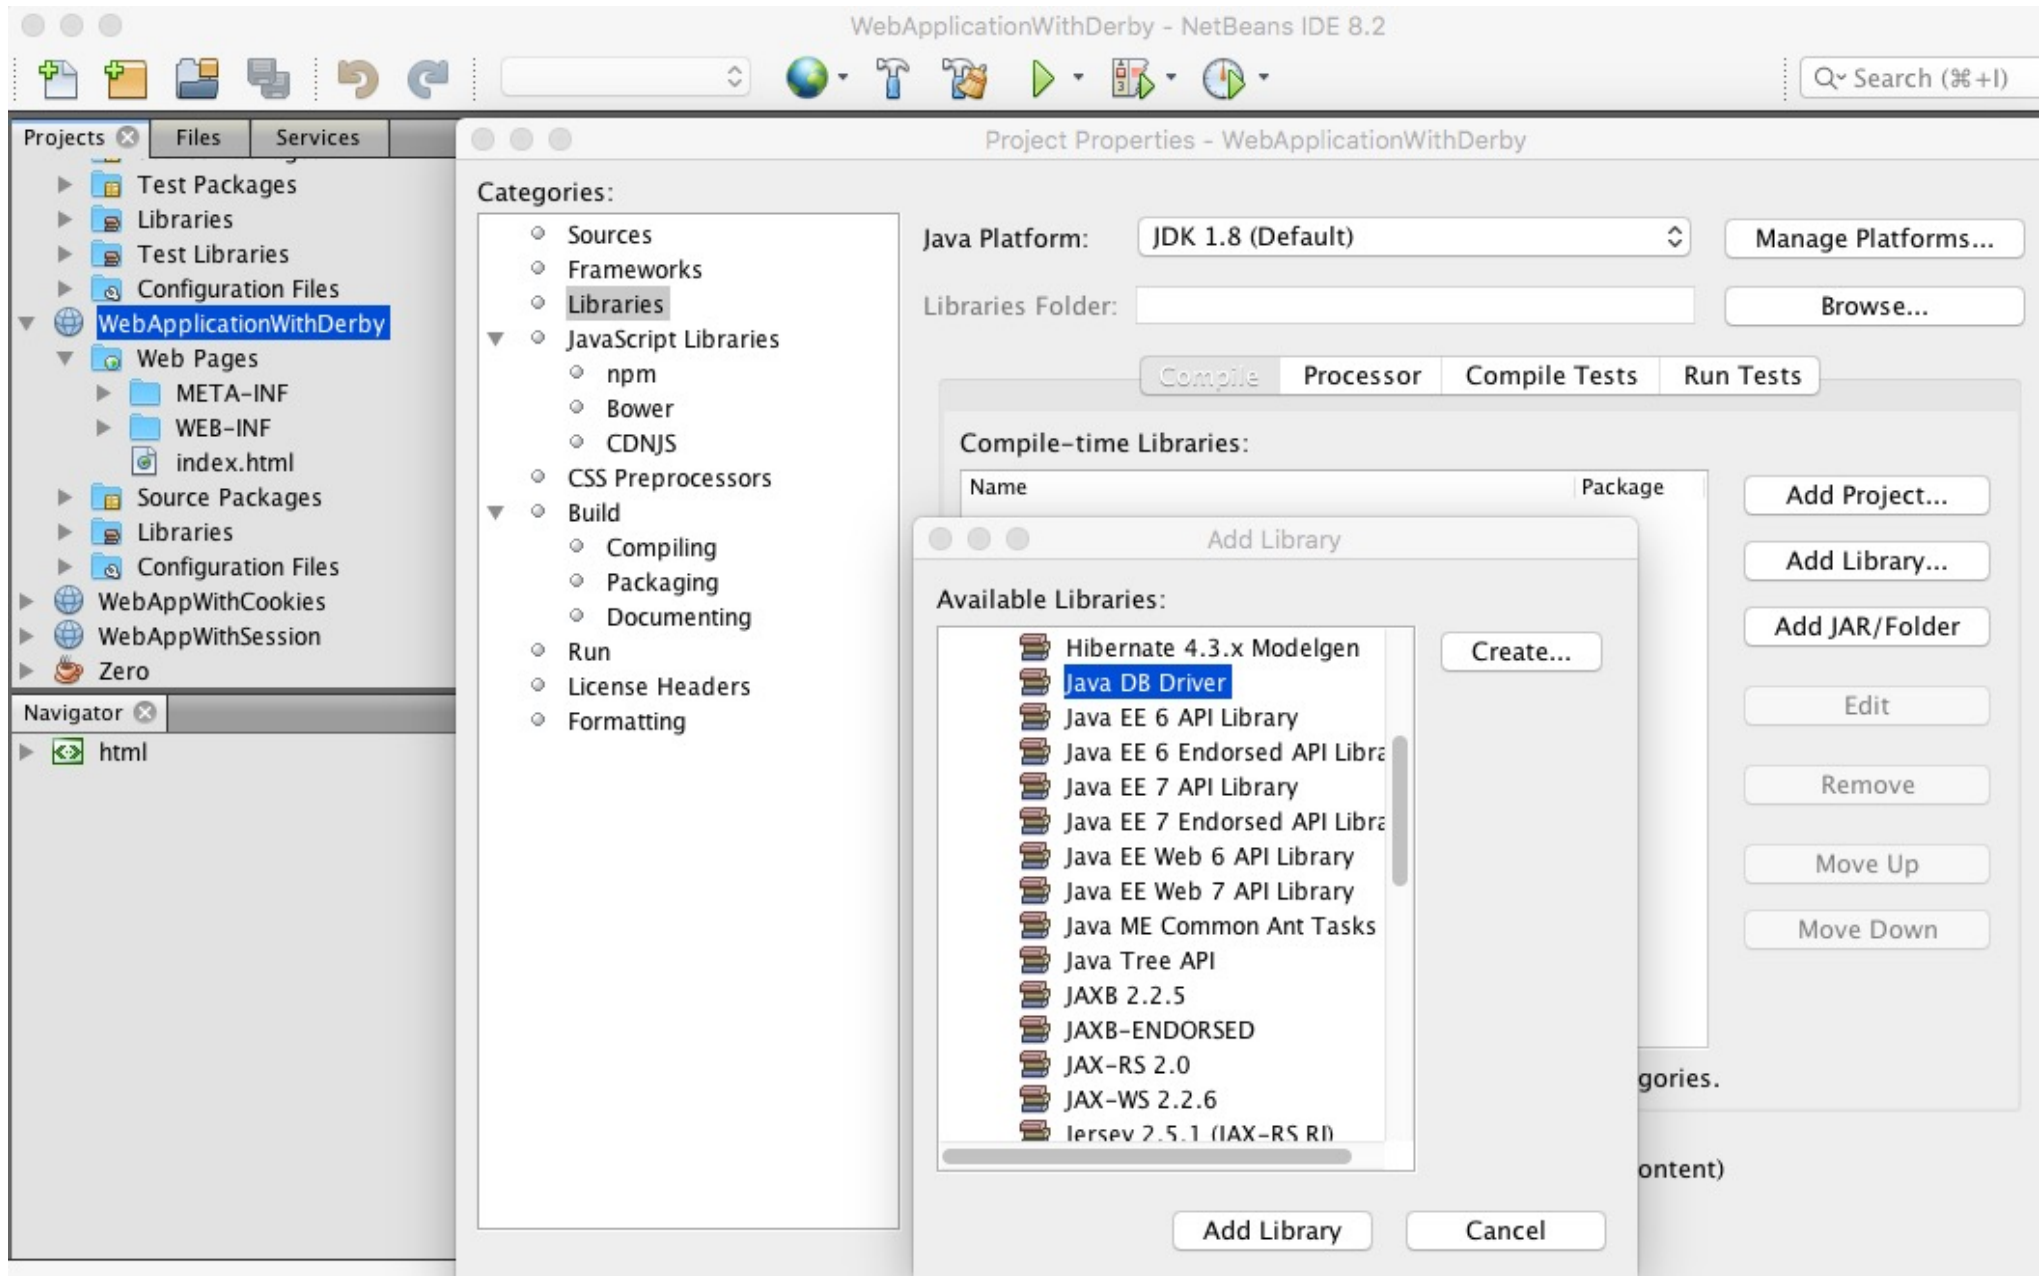 WebApplicationWithDerby - NetBeans IDE 8.2
Search (⌘+I)
Projects
Files
Services
Test Packages
Libraries
Test Libraries
Configuration Files
WebApplicationWithDerby
Web Pages
META-INF
WEB-INF
index.html
Source Packages
Libraries
Configuration Files
WebAppWithCookies
WebAppWithSession
Zero
Navigator
html
Project Properties - WebApplicationWithDerby
Categories:
Sources
Frameworks
Libraries
JavaScript Libraries
npm
Bower
CDNJS
CSS Preprocessors
Build
Compiling
Packaging
Documenting
Run
License Headers
Formatting
Java Platform:
JDK 1.8 (Default)
Manage Platforms...
Libraries Folder:
Browse...
Compile
Processor
Compile Tests
Run Tests
Compile-time Libraries:
Name
Package
Add Project...
Add Library...
Add JAR/Folder
Edit
Remove
Move Up
Move Down
gories.
ontent)
Add Library
Available Libraries:
Hibernate 4.3.x Modelgen
Java DB Driver
Java EE 6 API Library
Java EE 6 Endorsed API Libra
Java EE 7 API Library
Java EE 7 Endorsed API Libra
Java EE Web 6 API Library
Java EE Web 7 API Library
Java ME Common Ant Tasks
Java Tree API
JAXB 2.2.5
JAXB-ENDORSED
JAX-RS 2.0
JAX-WS 2.2.6
Jersey 2.5.1 (JAX-RS RI)
Create...
Add Library
Cancel